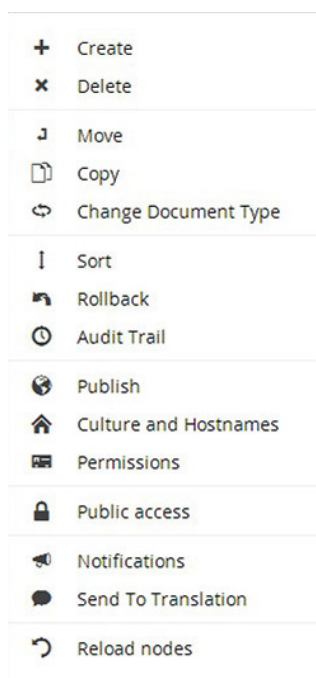 Create
Delete
Move
Copy
Change Document Type
Sort
Rollback
Audit Trail
Publish
Culture and Hostnames
Permissions
Public access
Notifications
Send To Translation
Reload nodes